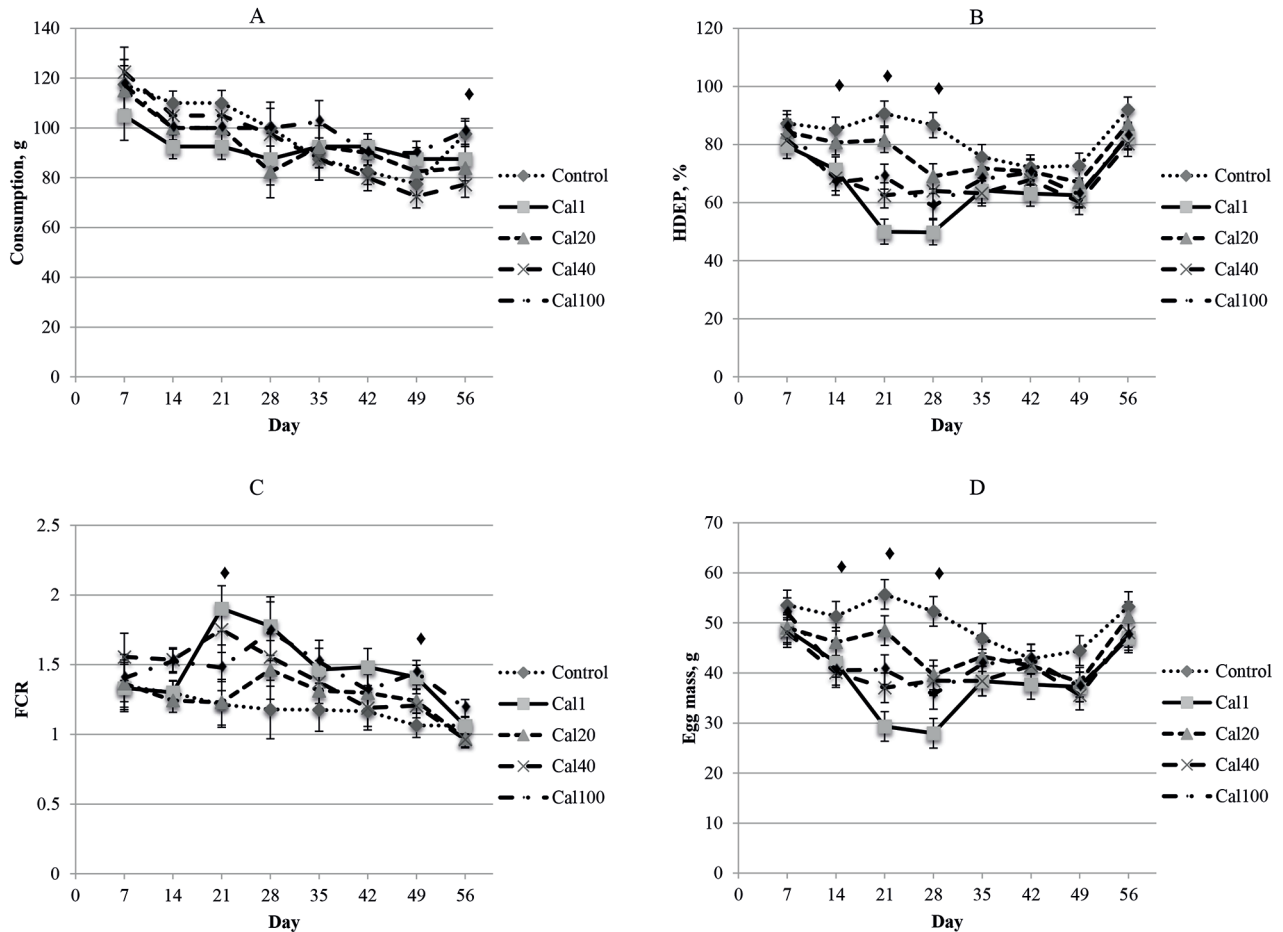 A
140
120
100
80
60
40
20
0
Consumption, g
0 7 14 21 28 35 42 49 56
Day
Control
Cal1
Cal20
Cal40
Cal100
B
120
100
80
60
40
20
0
HDEP, %
0 7 14 21 28 35 42 49 56
Day
Control
Cal1
Cal20
Cal40
Cal100
C
2.5
2
1.5
1
0.5
0
FCR
0 7 14 21 28 35 42 49 56
Day
Control
Cal1
Cal20
Cal40
Cal100
D
70
60
50
40
30
20
10
0
Egg mass, g
0 7 14 21 28 35 42 49 56
Day
Control
Cal1
Cal20
Cal40
Cal100